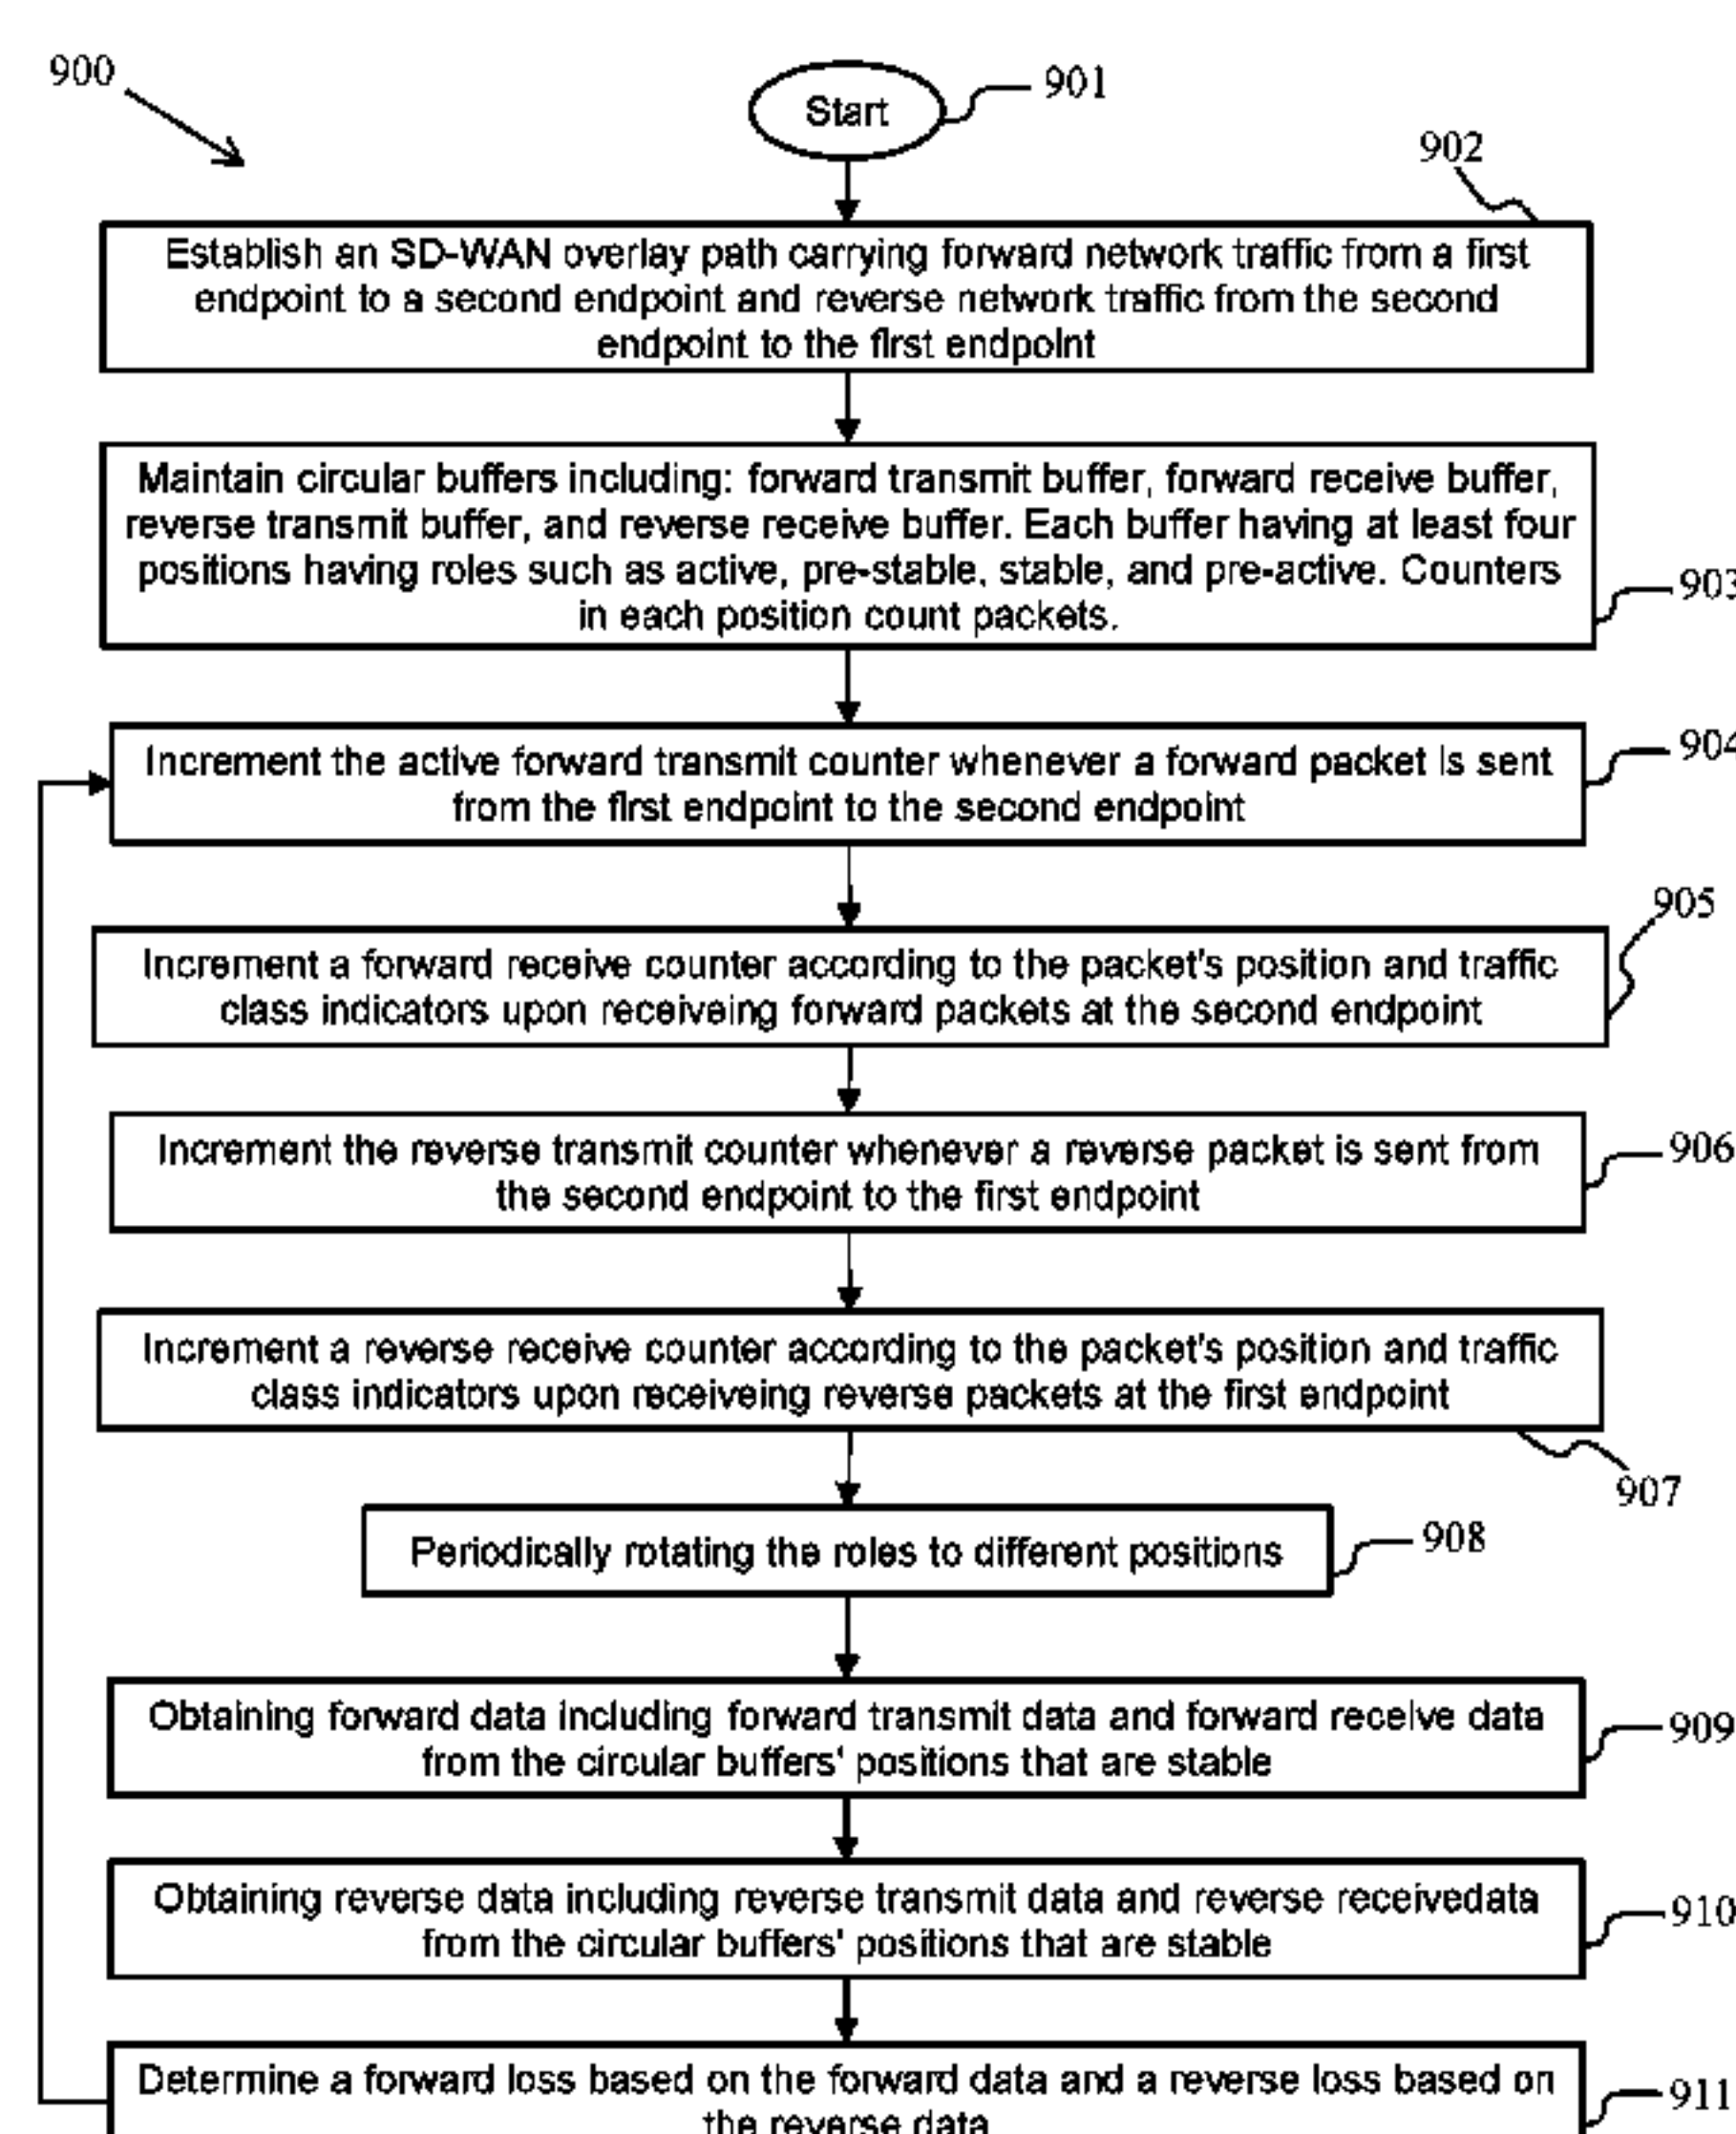 900
Start
901
902
Establish an SD-WAN overlay path carrying forward network traffic from a first
endpoint to a second endpoint and reverse network traffic from the second
endpoint to the first endpoint
Maintain circular buffers including: forward transmit buffer, forward receive buffer,
reverse transmit buffer, and reverse receive buffer. Each buffer having at least four
positions having roles such as active, pre-stable, stable, and pre-active. Counters
in each position count packets.
903
Increment the active forward transmit counter whenever a forward packet is sent
from the first endpoint to the second endpoint
904
905
Increment a forward receive counter according to the packet's position and traffic
class indicators upon receiveing forward packets at the second endpoint
Increment the reverse transmit counter whenever a reverse packet is sent from
the second endpoint to the first endpoint
906
Increment a reverse receive counter according to the packet's position and traffic
class indicators upon receiveing reverse packets at the first endpoint
907
Periodically rotating the roles to different positions
908
Obtaining forward data including forward transmit data and forward receive data
from the circular buffers' positions that are stable
909
Obtaining reverse data including reverse transmit data and reverse receivedata
from the circular buffers' positions that are stable
910
Determine a forward loss based on the forward data and a reverse loss based on
the reverse data
911